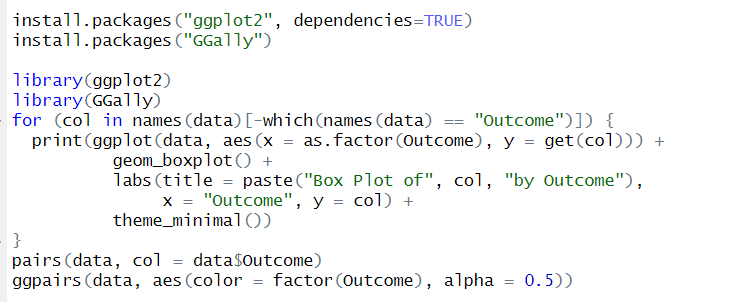 install.packages("ggplot2", dependencies=TRUE)
install.packages("GGally")

library(ggplot2)
library(GGally)
for (col in names(data)[-which(names(data) == "Outcome")]) {
  print(ggplot(data, aes(x = as.factor(Outcome), y = get(col))) +
          geom_boxplot() +
          labs(title = paste("Box Plot of", col, "by Outcome"),
               x = "Outcome", y = col) +
          theme_minimal())
}
pairs(data, col = data$Outcome)
ggpairs(data, aes(color = factor(Outcome), alpha = 0.5))